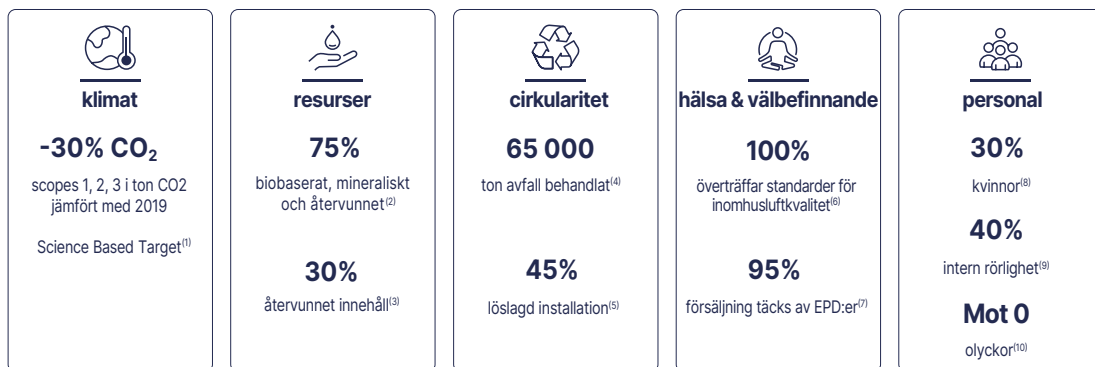 klimat
-30% CO₂
scopes 1, 2, 3 i ton CO2
jämfört med 2019
Science Based Target⁽¹⁾
resurser
75%
biobaserat, mineraliskt
och återvunnet⁽²⁾
30%
återvunnet innehåll⁽³⁾
cirkularitet
65 000
ton avfall behandlat⁽⁴⁾
45%
löslagd installation⁽⁵⁾
hälsa & välbefinnande
100%
överträffar standarder för
inomhusluftkvalitet⁽⁶⁾
95%
försäljning täcks av EPD:er⁽⁷⁾
personal
30%
kvinnor⁽⁸⁾
40%
intern rörlighet⁽⁹⁾
Mot 0
olyckor⁽¹⁰⁾